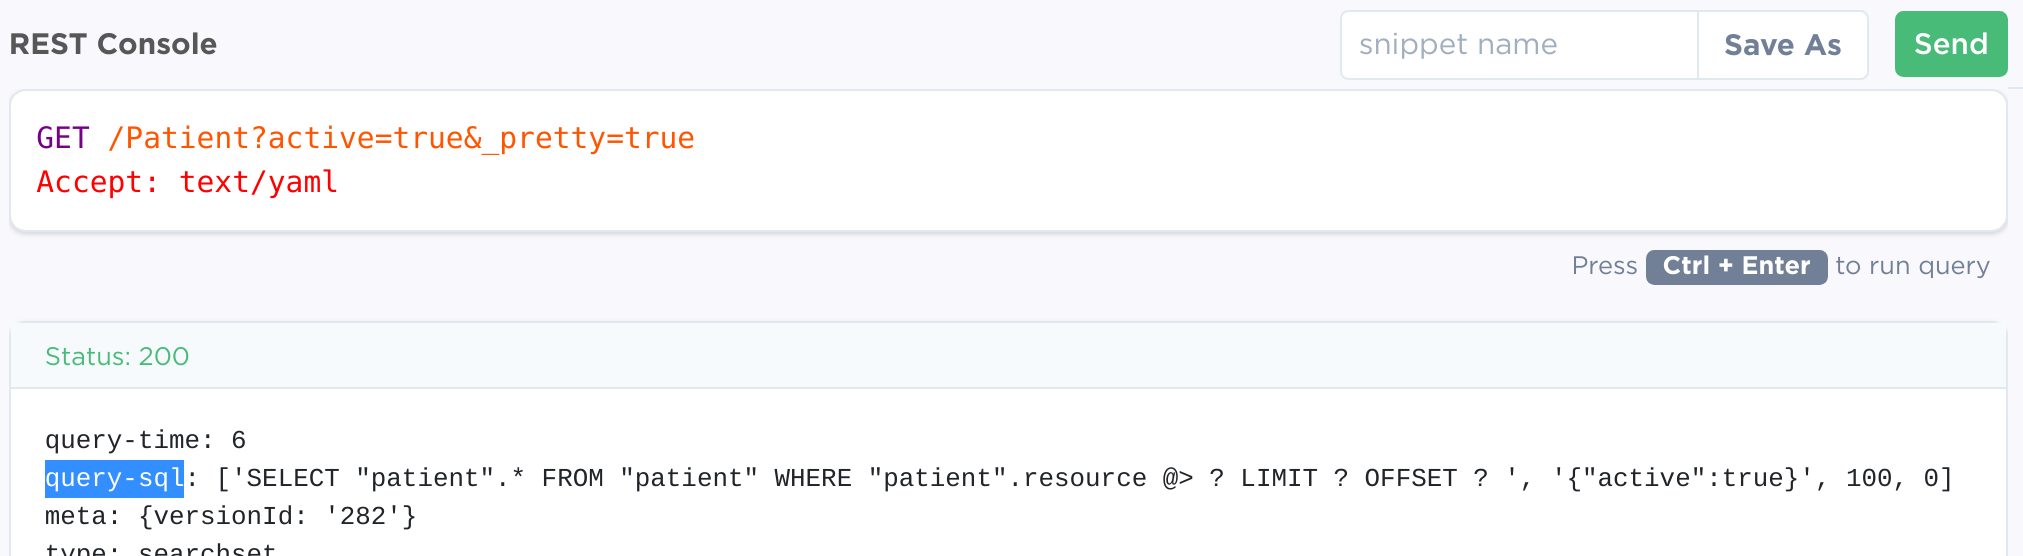 REST Console
snippet name
Save As
Send
GET /Patient?active=true&_pretty=true
Accept: text/yaml
Press Ctrl + Enter to run query
Status: 200
query-time: 6
query-sql: ['SELECT "patient".* FROM "patient" WHERE "patient".resource @> ? LIMIT ? OFFSET ? ', '{"active":true}', 100, 0]
meta: {versionId: '282'}
type: searchset